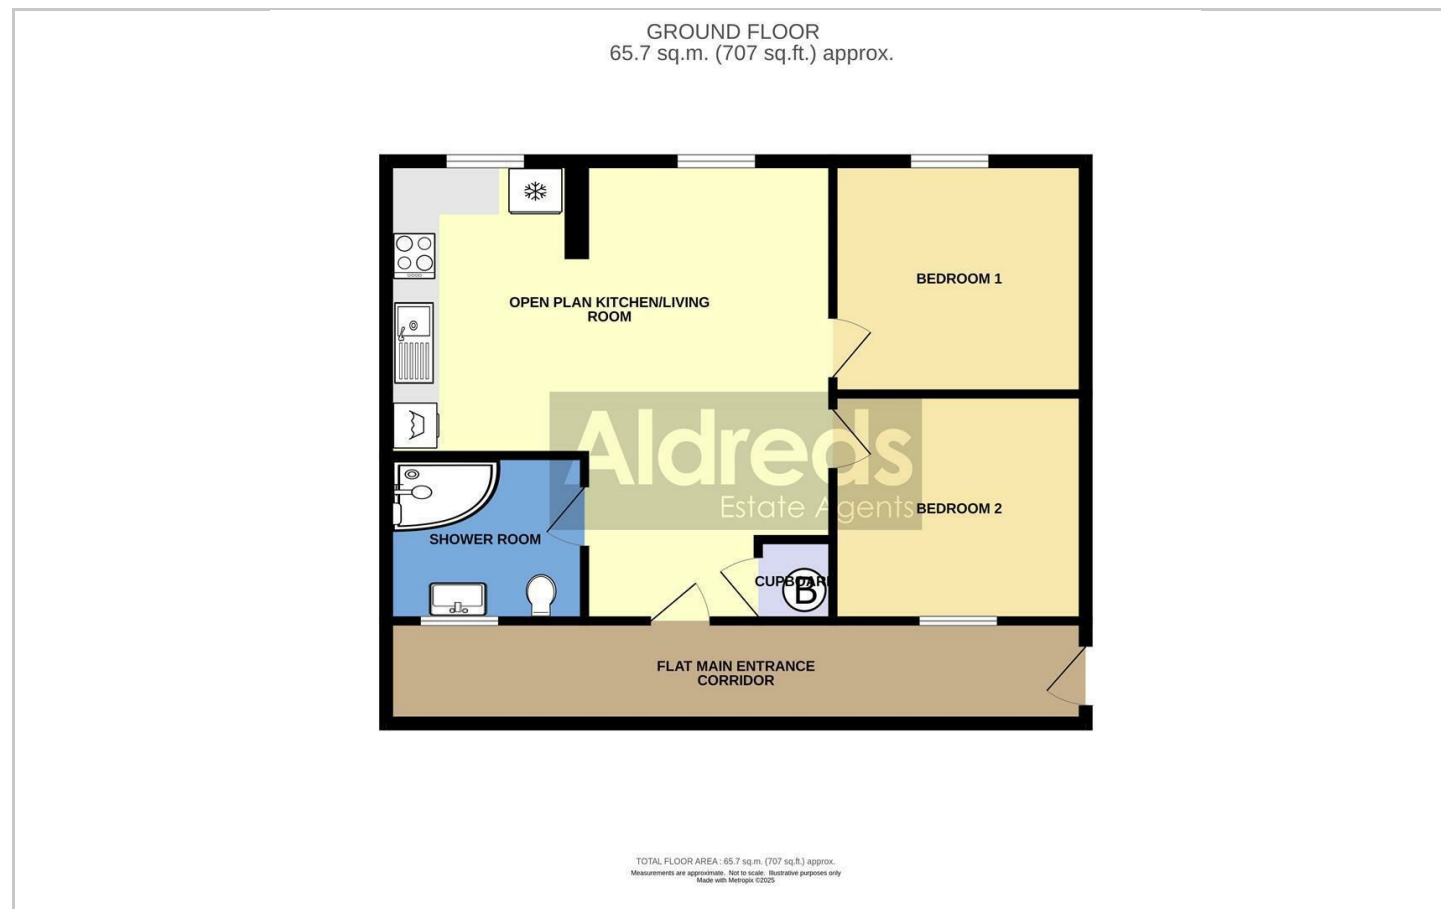 GROUND FLOOR
65.7 sq.m. (707 sq.ft.) approx.
OPEN PLAN KITCHEN/LIVING
ROOM
BEDROOM 1
Aldreds
Estate Agents
BEDROOM 2
SHOWER ROOM
CUPBOARD
B
FLAT MAIN ENTRANCE
CORRIDOR
TOTAL FLOOR AREA : 65.7 sq.m. (707 sq.ft.) approx.
Measurements are approximate. Not to scale. Illustrative purposes only
Made with Metropix ©2025